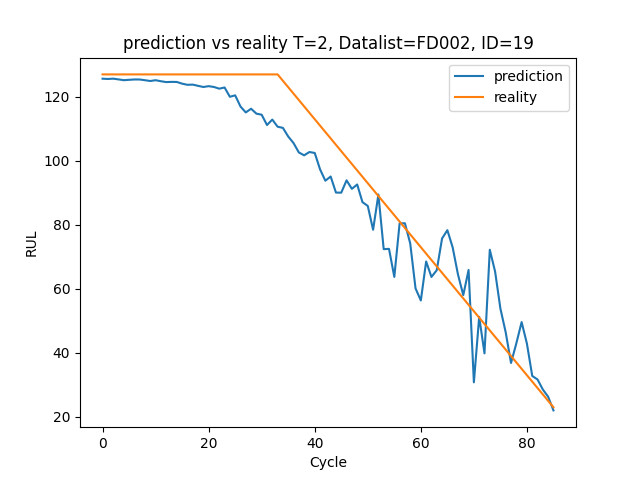 prediction vs reality T=2, Datalist=FD002, ID=19
prediction
reality
120
100
80
60
40
20
RUL
0 20 40 60 80
Cycle